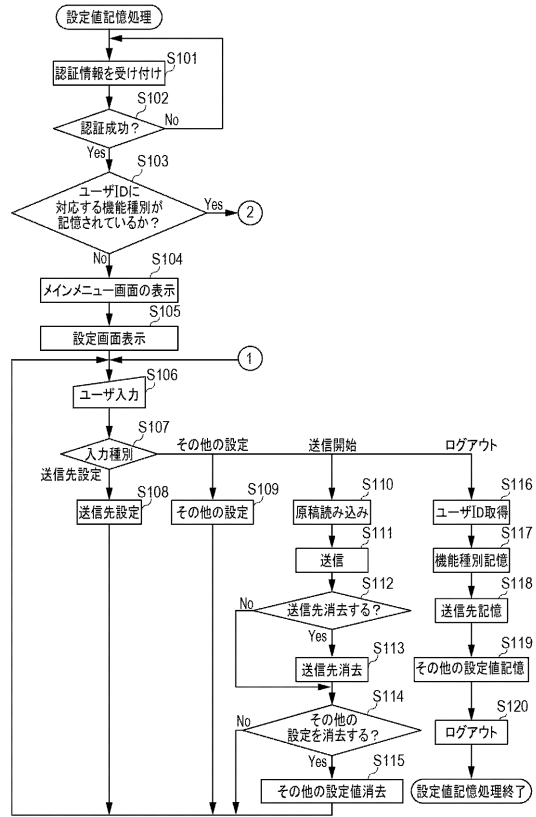 設定値記憶処理
S101
認証情報を受け付け
S102
認証成功?
No
Yes
S103
ユーザIDに
対応する機能種別が
記憶されているか?
Yes
2
No
S104
メインメニュー画面の表示
S105
設定画面表示
1
S106
ユーザ入力
S107
入力種別
その他の設定
送信開始
ログアウト
送信先設定
S108
送信先設定
S109
その他の設定
S110
原稿読み込み
S111
送信
S112
送信先消去する?
No
Yes
S113
送信先消去
S114
その他の
設定を消去する?
No
Yes
S115
その他の設定値消去
S116
ユーザID取得
S117
機能種別記憶
S118
送信先記憶
S119
その他の設定値記憶
S120
ログアウト
設定値記憶処理終了